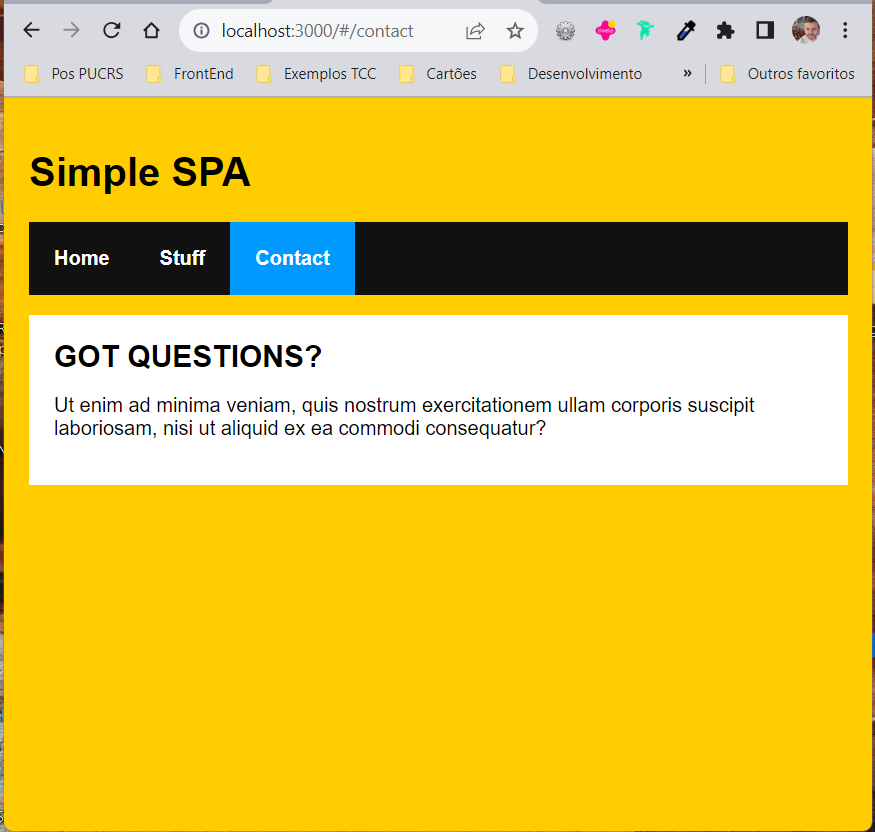 localhost:3000/#/contact
Pos PUCRS FrontEnd Exemplos TCC Cartões Desenvolvimento » Outros favoritos
Simple SPA
Home Stuff Contact
GOT QUESTIONS?
Ut enim ad minima veniam, quis nostrum exercitationem ullam corporis suscipit
laboriosam, nisi ut aliquid ex ea commodi consequatur?